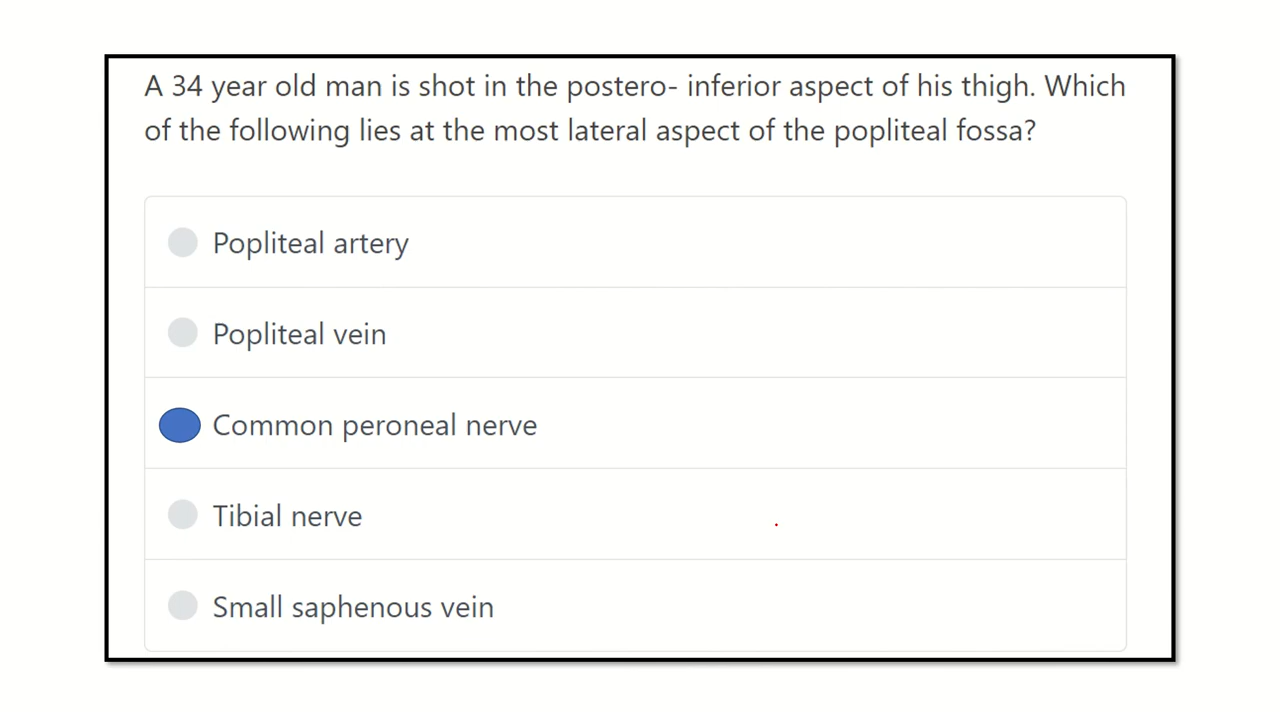 A 34 year old man is shot in the postero- inferior aspect of his thigh. Which
of the following lies at the most lateral aspect of the popliteal fossa?
Popliteal artery
Popliteal vein
Common peroneal nerve
Tibial nerve
Small saphenous vein